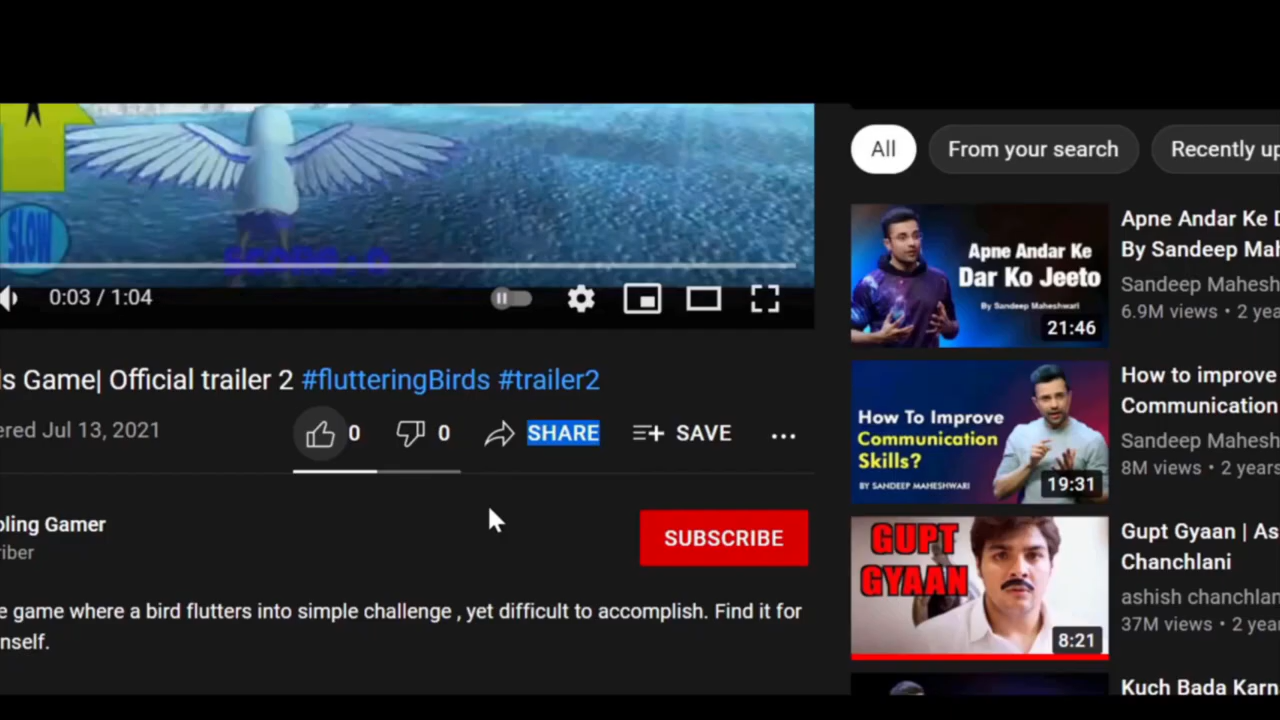 SLOW
SCORE : 0
0:03 / 1:04
ls Game| Official trailer 2 #flutteringBirds #trailer2
ered Jul 13, 2021
0
0
SHARE
SAVE
oling Gamer
riber
SUBSCRIBE
e game where a bird flutters into simple challenge , yet difficult to accomplish. Find it for
nself.
All
From your search
Recently up
Apne Andar Ke
Dar Ko Jeeto
By Sandeep Maheshwari
21:46
Apne Andar Ke D
By Sandeep Mah
Sandeep Mahesh
6.9M views • 2 yea
How To Improve
Communication
Skills?
BY SANDEEP MAHESHWARI
19:31
How to improve
Communication
Sandeep Mahesh
8M views • 2 years
GUPT
GYAAN
8:21
Gupt Gyaan | As
Chanchlani
ashish chanchlan
37M views • 2 yea
Kuch Bada Karn